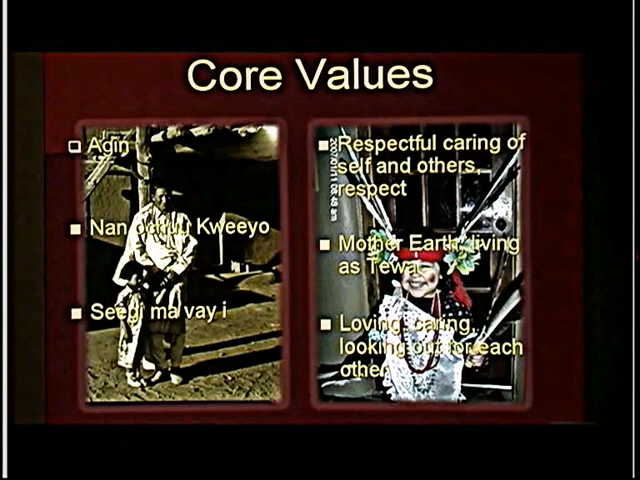 Core Values
Agin
Nan ochuu Kweeyo
Seegi ma vay i
Respectful caring of
self and others,
respect
Mother Earth, living
as Tewa
Loving, caring,
looking out for each
other